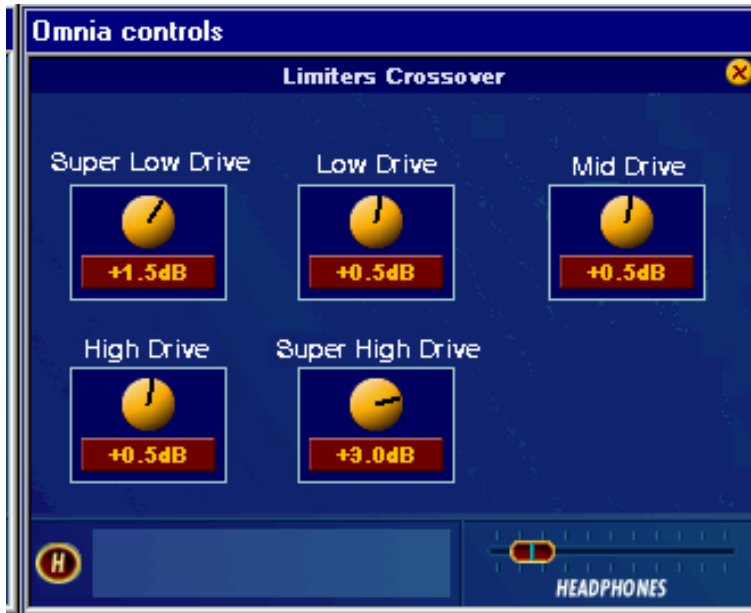 Omnia controls
Limiters Crossover
Super Low Drive
Low Drive
Mid Drive
+1.5dB
+0.5dB
+0.5dB
High Drive
Super High Drive
+0.5dB
+3.0dB
H
HEADPHONES